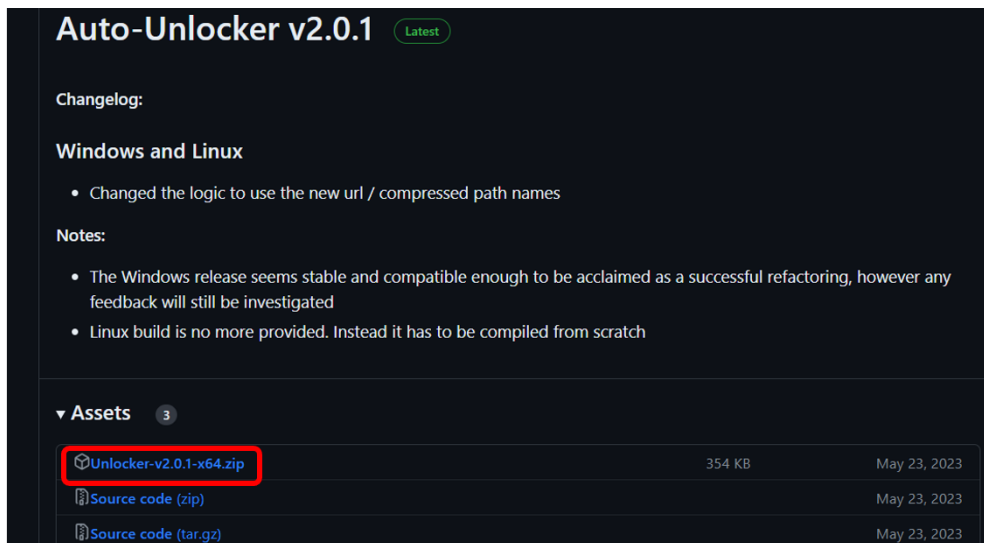 Auto-Unlocker v2.0.1 Latest
Changelog:
Windows and Linux
• Changed the logic to use the new url / compressed path names
Notes:
• The Windows release seems stable and compatible enough to be acclaimed as a successful refactoring, however any
feedback will still be investigated
• Linux build is no more provided. Instead it has to be compiled from scratch
▾ Assets 3
Unlocker-v2.0.1-x64.zip 354 KB May 23, 2023
Source code (zip) May 23, 2023
Source code (tar.gz) May 23, 2023